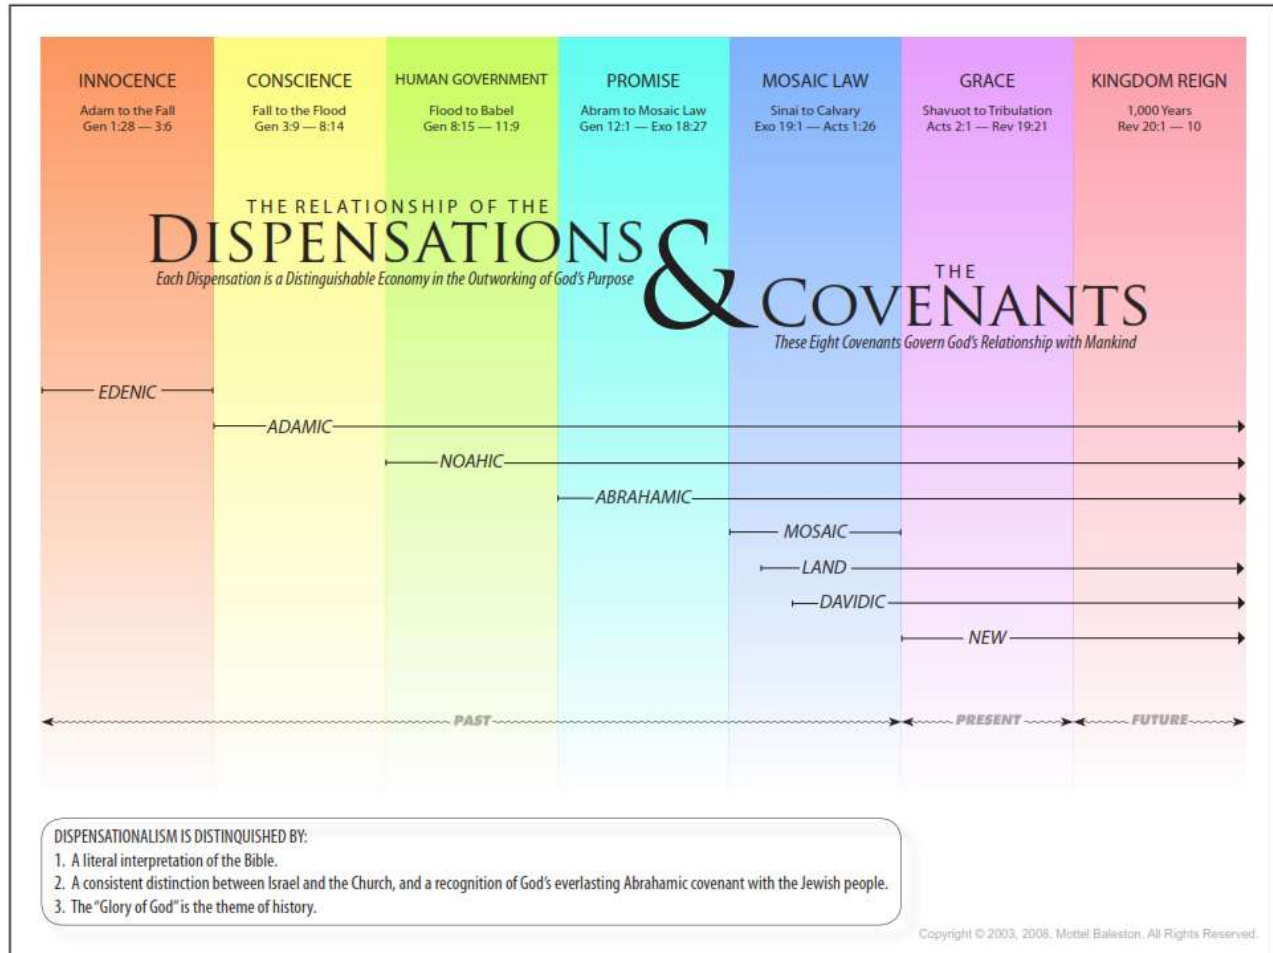 INNOCENCE
Adam to the Fall
Gen 1:28 — 3:6
CONSCIENCE
Fall to the Flood
Gen 3:9 — 8:14
HUMAN GOVERNMENT
Flood to Babel
Gen 8:15 — 11:9
PROMISE
Abram to Mosaic Law
Gen 12:1 — Exo 18:27
MOSAIC LAW
Sinai to Calvary
Exo 19:1 — Acts 1:26
GRACE
Shavuot to Tribulation
Acts 2:1 — Rev 19:21
KINGDOM REIGN
1,000 Years
Rev 20:1 — 10
THE RELATIONSHIP OF THE
DISPENSATIONS
Each Dispensation is a Distinguishable Economy in the Outworking of God's Purpose
&
THE
COVENANTS
These Eight Covenants Govern God's Relationship with Mankind
EDENIC
ADAMIC
NOAHIC
ABRAHAMIC
MOSAIC
LAND
DAVIDIC
NEW
PAST
PRESENT
FUTURE
DISPENSATIONALISM IS DISTINQUISHED BY:
1. A literal interpretation of the Bible.
2. A consistent distinction between Israel and the Church, and a recognition of God's everlasting Abrahamic covenant with the Jewish people.
3. The "Glory of God" is the theme of history.
Copyright © 2003, 2008, Mottel Baleston. All Rights Reserved.